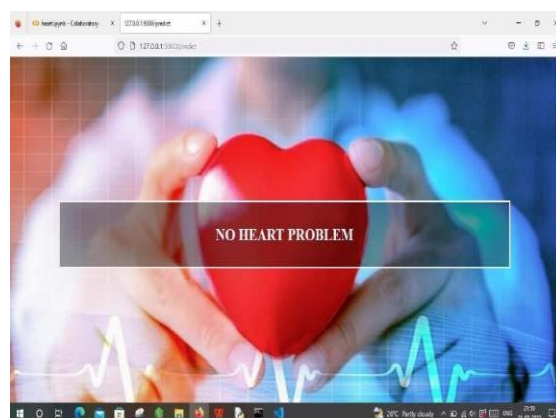 heart.ipynb - Colaboratory
127.0.0.1:5000/predict
127.0.0.1:5000/predict
NO HEART PROBLEM
28°C Partly cloudy
ENG